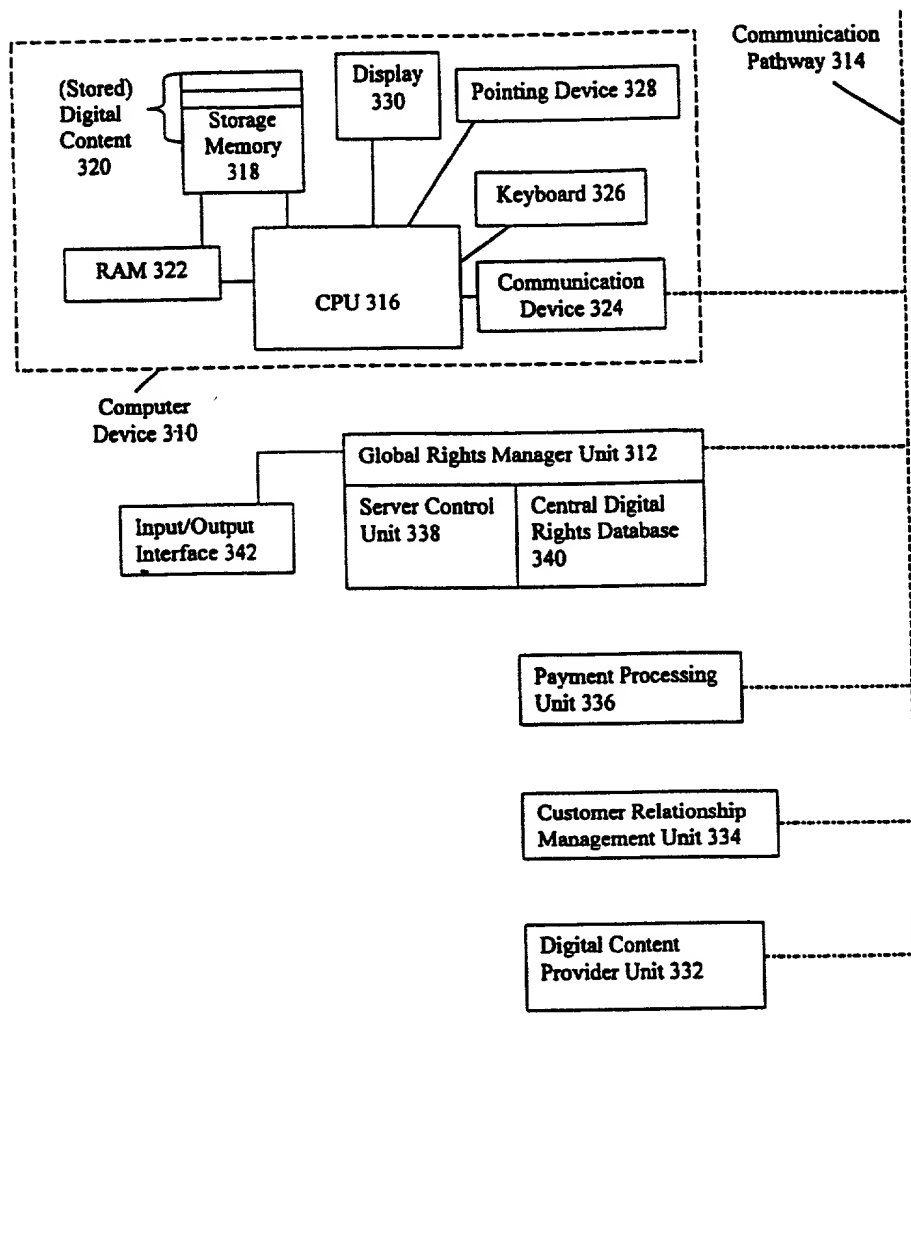 Communication
Pathway 314
(Stored)
Digital
Content
320
Storage
Memory
318
Display
330
Pointing Device 328
Keyboard 326
RAM 322
CPU 316
Communication
Device 324
Computer
Device 310
Global Rights Manager Unit 312
Server Control
Unit 338
Central Digital
Rights Database
340
Input/Output
Interface 342
Payment Processing
Unit 336
Customer Relationship
Management Unit 334
Digital Content
Provider Unit 332